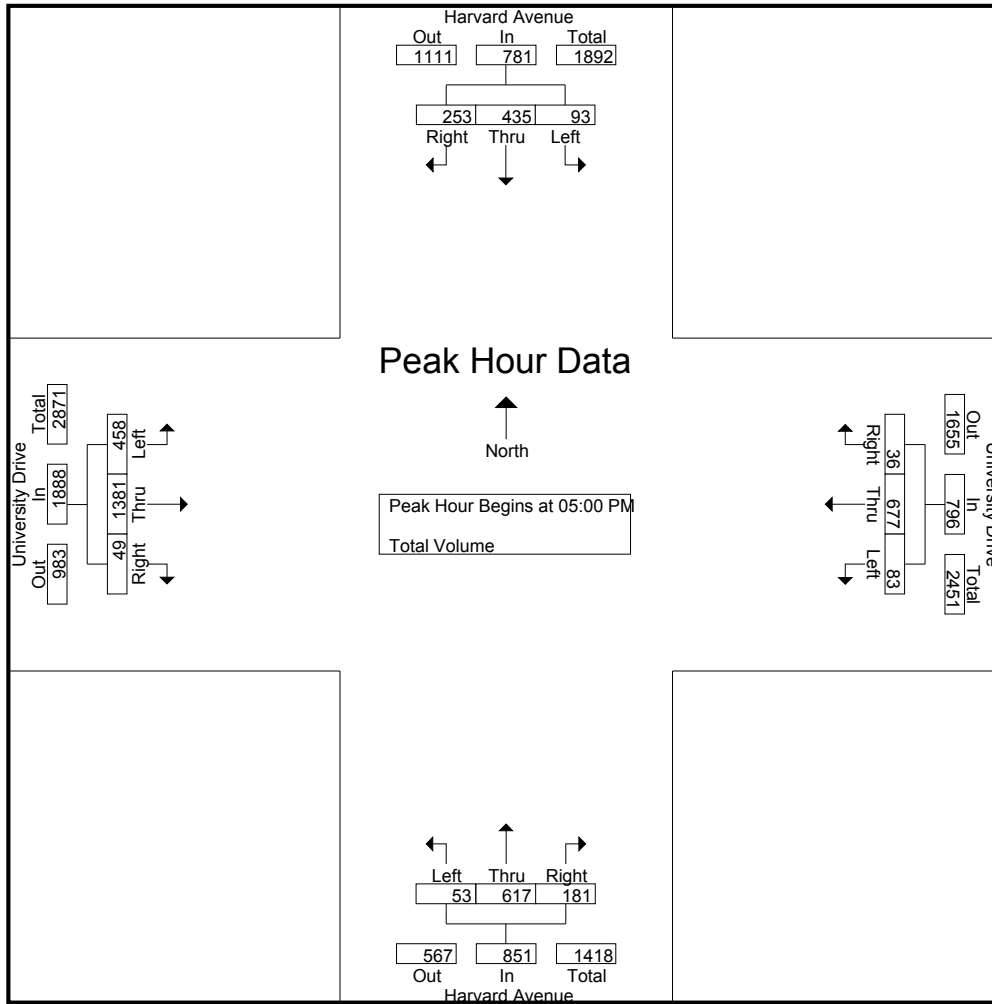 Harvard Avenue
Out In Total
1111 781 1892
253 435 93
Right Thru Left
Peak Hour Data
North
Peak Hour Begins at 05:00 PM
Total Volume
University Drive
Total In Out
2871 1888 983
458 1381 49
Left Thru Right
University Drive
Out In Total
1655 796 2451
36 677 83
Right Thru Left
Left Thru Right
53 617 181
567 851 1418
Out In Total
Harvard Avenue